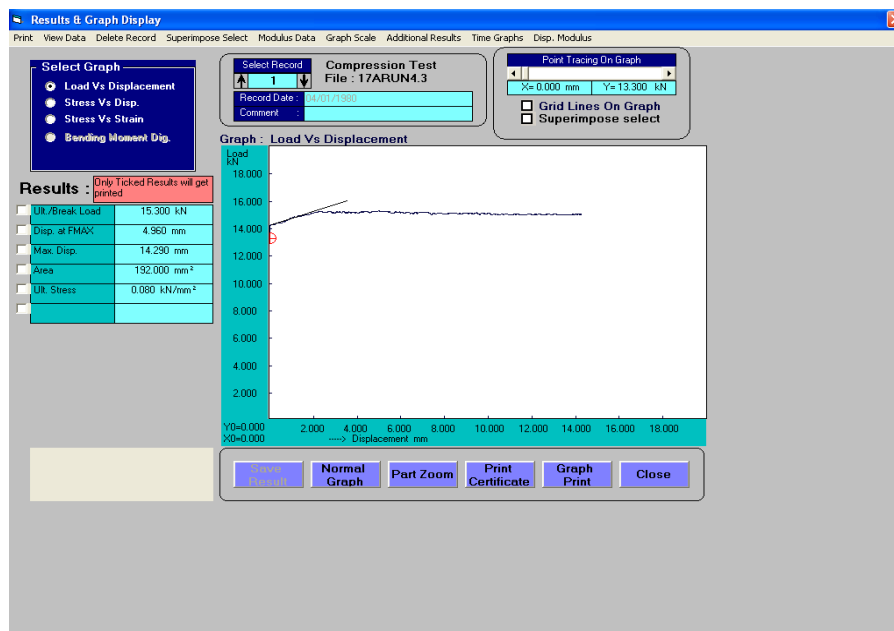 Results & Graph Display
Print View Data Delete Record Superimpose Select Modulus Data Graph Scale Additional Results Time Graphs Disp. Modulus
Select Graph
Load Vs Displacement
Stress Vs Disp.
Stress Vs Strain
Bending Moment Dig.
Select Record
1
Compression Test
File : 17ARUN4.3
Record Date : 04/01/1980
Comment :
Point Tracing On Graph
X= 0.000 mm Y= 13.300 kN
Grid Lines On Graph
Superimpose select
Results :
Only Ticked Results will get
printed
Ult./Break Load 15.300 kN
Disp. at FMAX 4.960 mm
Max. Disp. 14.290 mm
Area 192.000 mm²
Ult. Stress 0.080 kN/mm²
Graph : Load Vs Displacement
Load
kN
18.000
16.000
14.000
12.000
10.000
8.000
6.000
4.000
2.000
Y0=0.000
X0=0.000
2.000 4.000 6.000 8.000 10.000 12.000 14.000 16.000 18.000
----> Displacement mm
Save
Result
Normal
Graph
Part Zoom
Print
Certificate
Graph
Print
Close